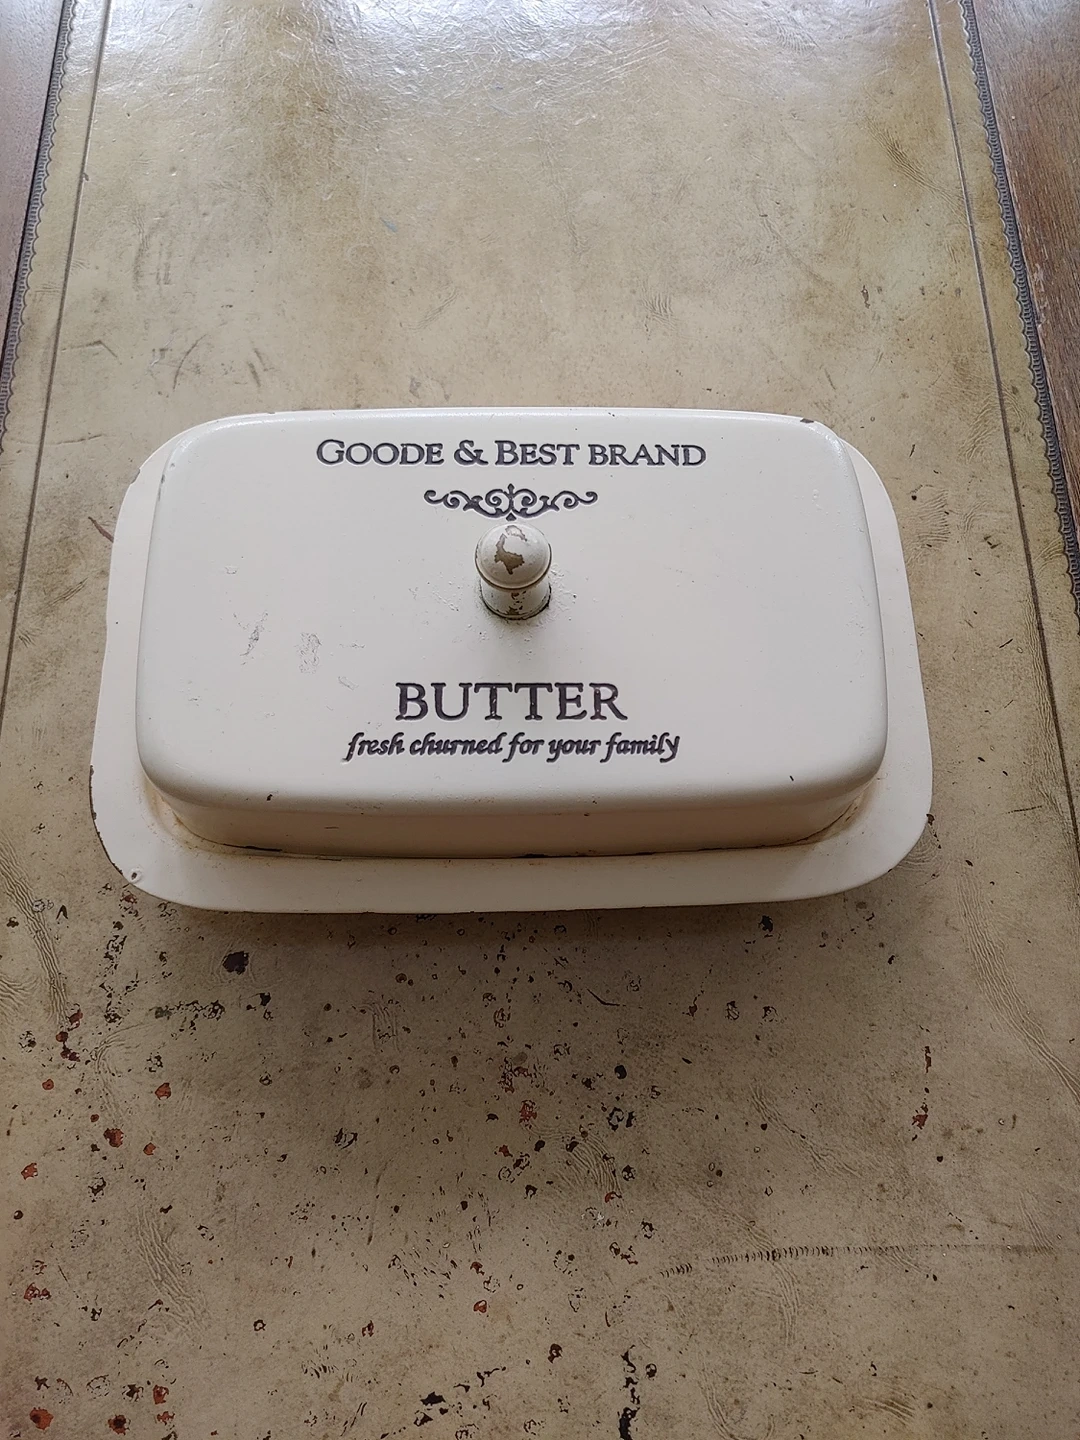 GOODE & BEST BRAND
BUTTER
fresh churned for your family